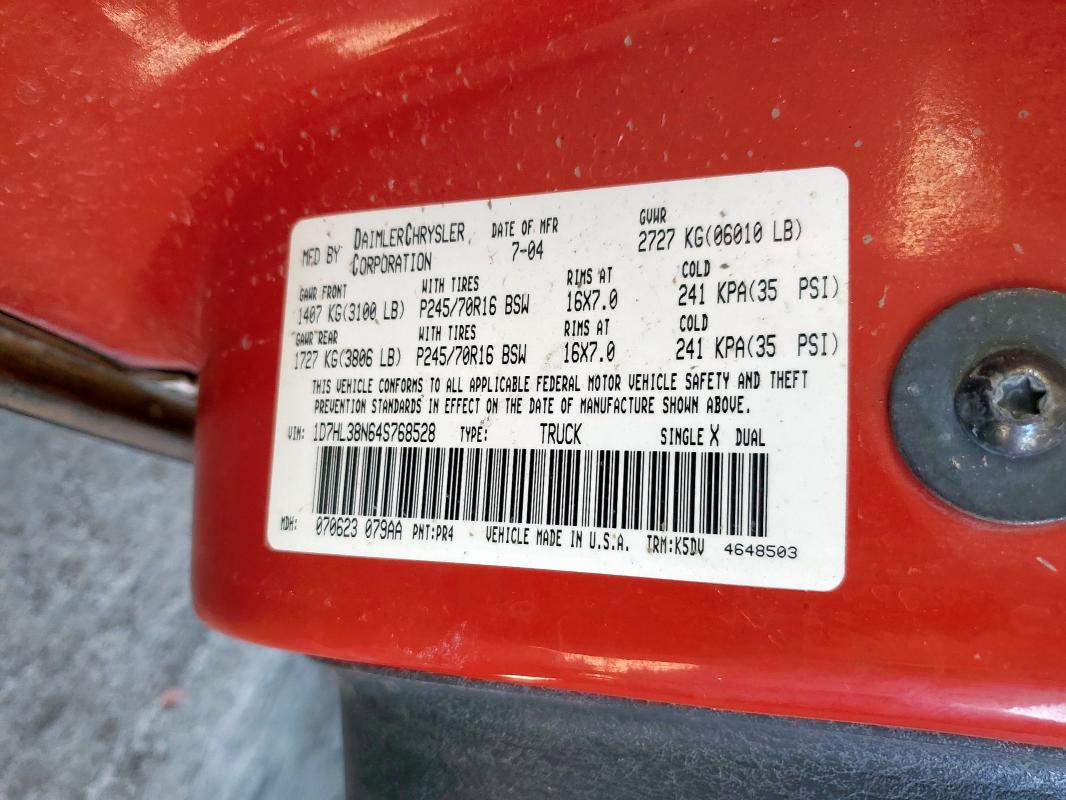 MFD BY DAIMLERCHRYSLER CORPORATION DATE OF MFR 7-04 GVWR 2727 KG(06010 LB)
GAWR FRONT WITH TIRES RIMS AT COLD
1407 KG(3100 LB) P245/70R16 BSW 16X7.0 241 KPA(35 PSI)
GAWR REAR WITH TIRES RIMS AT COLD
1727 KG(3806 LB) P245/70R16 BSW 16X7.0 241 KPA(35 PSI)
THIS VEHICLE CONFORMS TO ALL APPLICABLE FEDERAL MOTOR VEHICLE SAFETY AND THEFT
PREVENTION STANDARDS IN EFFECT ON THE DATE OF MANUFACTURE SHOWN ABOVE.
VIN: 1D7HL38N64S768528 TYPE: TRUCK SINGLE X DUAL
MDH: 070623 079AA PNT:PR4 VEHICLE MADE IN U.S.A. TRM:K5DV 4648503